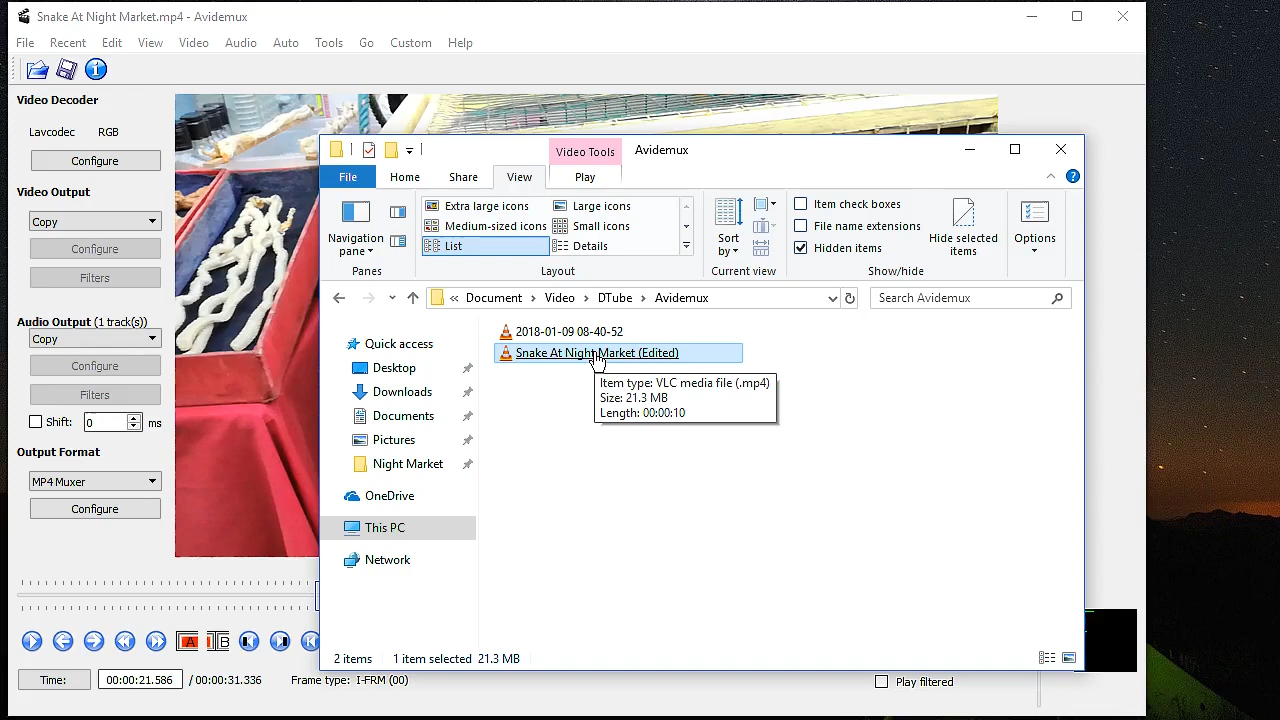 Snake At Night Market.mp4 - Avidemux
File Recent Edit View Video Audio Auto Tools Go Custom Help
Video Decoder
Lavcodec RGB
Configure
Video Output
Copy
Configure
Filters
Audio Output (1 track(s))
Copy
Configure
Filters
Shift: 0 ms
Output Format
MP4 Muxer
Configure
A B
Time: 00:00:21.586 / 00:00:31.336 Frame type: I-FRM (00)
Play filtered
Video Tools Avidemux
File Home Share View Play
Navigation pane
Panes
Extra large icons Large icons
Medium-sized icons Small icons
List Details
Layout
Sort by
Current view
Item check boxes
File name extensions
Hidden items
Hide selected items
Show/hide
Options
« Document Video DTube Avidemux
Search Avidemux
Quick access
Desktop
Downloads
Documents
Pictures
Night Market
OneDrive
This PC
Network
2018-01-09 08-40-52
Snake At Night Market (Edited)
Item type: VLC media file (.mp4)
Size: 21.3 MB
Length: 00:00:10
2 items 1 item selected 21.3 MB